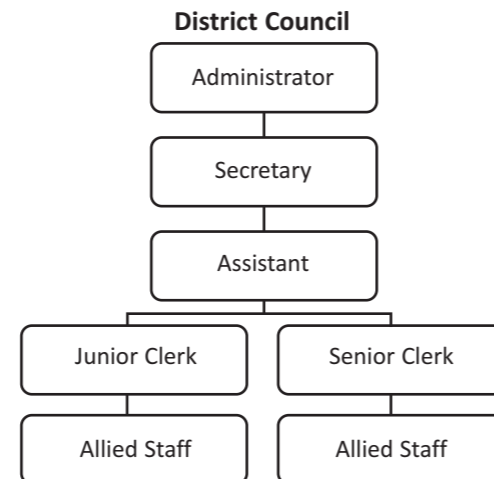 District Council
Administrator
Secretary
Assistant
Junior Clerk
Senior Clerk
Allied Staff
Allied Staff